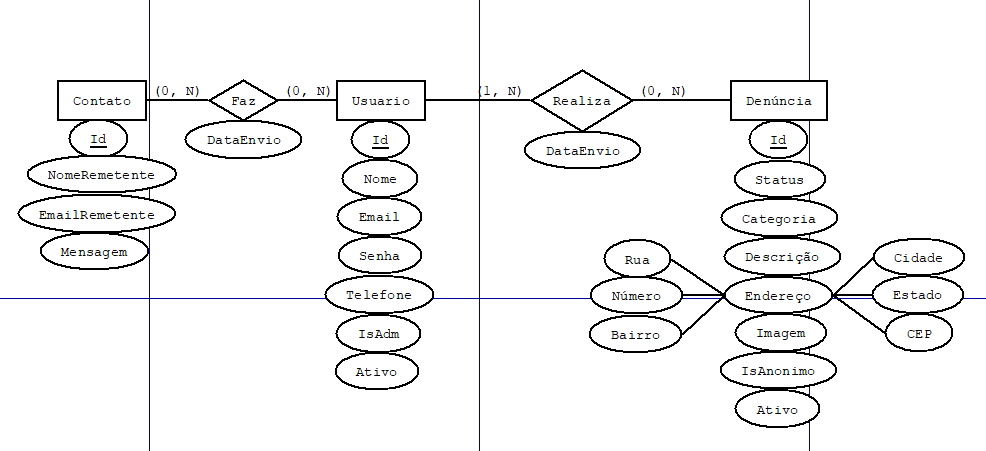 Contato
(0, N)
Faz
(0, N)
Usuario
(1, N)
Realiza
(0, N)
Denúncia
Id
NomeRemetente
EmailRemetente
Mensagem
DataEnvio
Id
Nome
Email
Senha
Telefone
IsAdm
Ativo
DataEnvio
Id
Status
Categoria
Descrição
Endereço
Imagem
IsAnonimo
Ativo
Rua
Número
Bairro
Cidade
Estado
CEP